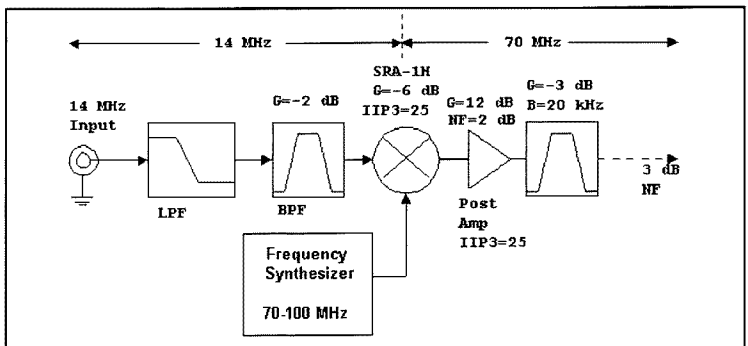 14 MHz
70 MHz
SRA-1H
G=-6 dB
IIP3=25
G=-3 dB
B=20 kHz
G=-2 dB
G=12 dB
NF=2 dB
14 MHz
Input
LPF
BPF
Post
Amp
IIP3=25
3 dB
NF
Frequency
Synthesizer
70-100 MHz